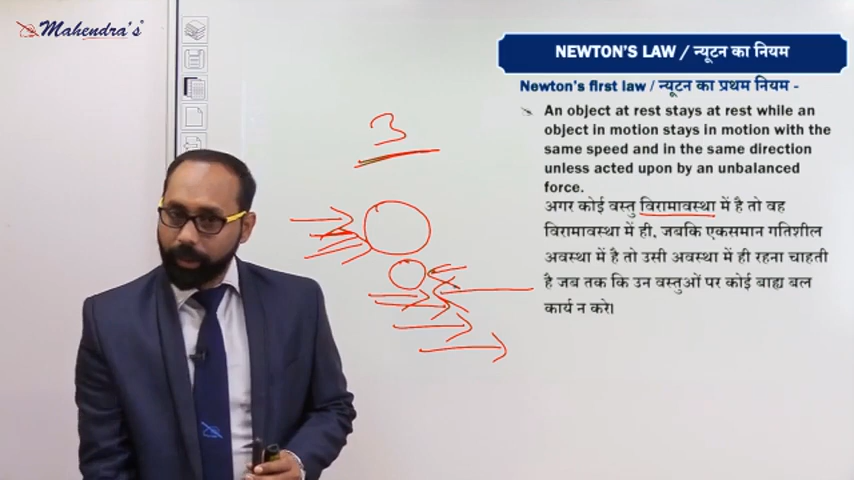 Mahendra's
NEWTON'S LAW / न्यूटन का नियम
Newton's first law / न्यूटन का प्रथम नियम -
An object at rest stays at rest while an
object in motion stays in motion with the
same speed and in the same direction
unless acted upon by an unbalanced
force.
अगर कोई वस्तु विरामावस्था में है तो वह
विरामावस्था में ही, जबकि एकसमान गतिशील
अवस्था में है तो उसी अवस्था में ही रहना चाहती
है जब तक कि उन वस्तुओं पर कोई बाह्य बल
कार्य न करे।
3